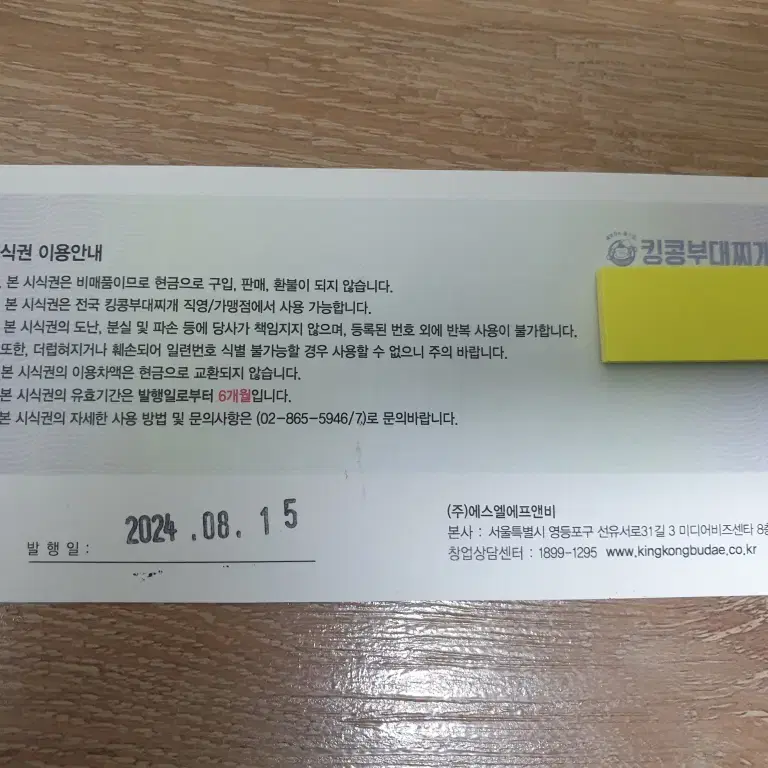 식권 이용안내
킹콩부대찌개
본 시식권은 비매품이므로 현금으로 구입, 판매, 환불이 되지 않습니다.
본 시식권은 전국 킹콩부대찌개 직영/가맹점에서 사용 가능합니다.
본 시식권의 도난, 분실 및 파손 등에 당사가 책임지지 않으며, 등록된 번호 외에 반복 사용이 불가합니다.
또한, 더럽혀지거나 훼손되어 일련번호 식별 불가능할 경우 사용할 수 없으니 주의 바랍니다.
본 시식권의 이용차액은 현금으로 교환되지 않습니다.
본 시식권의 유효기간은 발행일로부터 6개월입니다.
본 시식권의 자세한 사용 방법 및 문의사항은 (02-865-5946/7)로 문의바랍니다.
발 행 일 : 2024 .08. 1 5
(주)에스엘에프앤비
본사 : 서울특별시 영등포구 선유서로31길 3 미디어비즈센타 8층
창업상담센터 : 1899-1295 www.kingkongbudae.co.kr